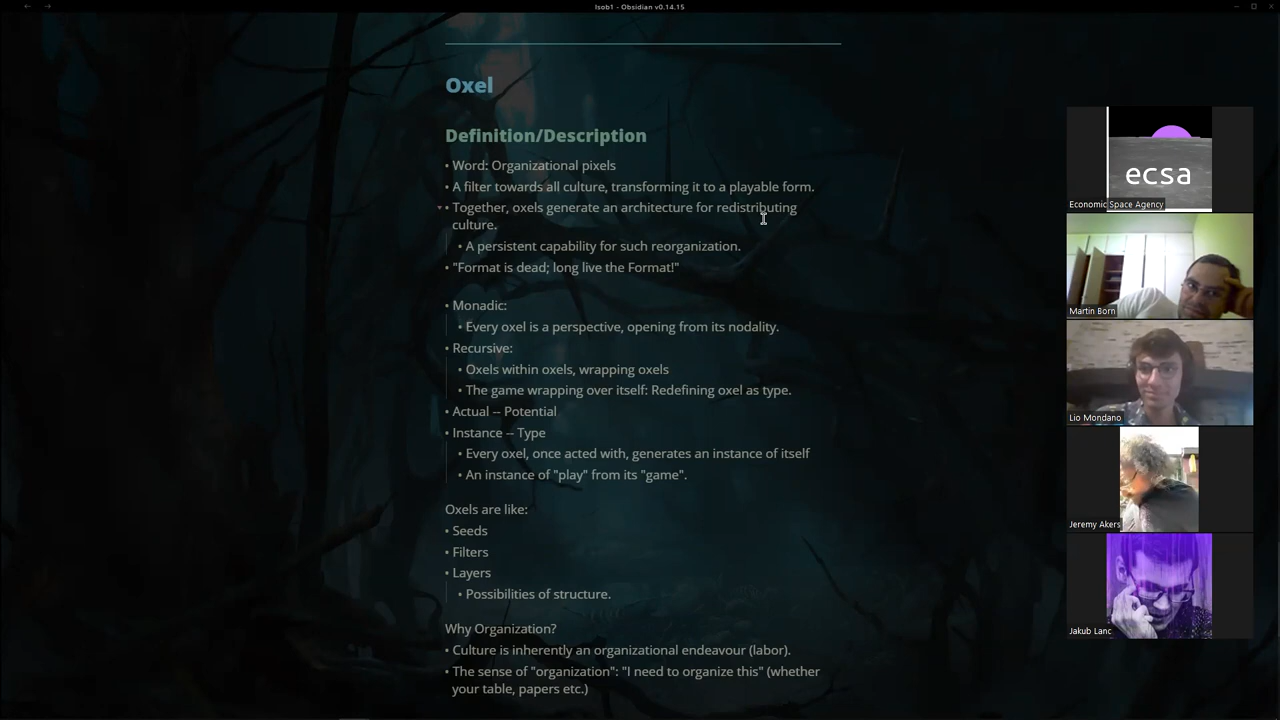 Isob1 - Obsidian v0.14.15
Oxel
Definition/Description
• Word: Organizational pixels
• A filter towards all culture, transforming it to a playable form.
• Together, oxels generate an architecture for redistributing
culture.
• A persistent capability for such reorganization.
• "Format is dead; long live the Format!"
• Monadic:
• Every oxel is a perspective, opening from its nodality.
• Recursive:
• Oxels within oxels, wrapping oxels
• The game wrapping over itself: Redefining oxel as type.
• Actual -- Potential
• Instance -- Type
• Every oxel, once acted with, generates an instance of itself
• An instance of "play" from its "game".
Oxels are like:
• Seeds
• Filters
• Layers
• Possibilities of structure.
Why Organization?
• Culture is inherently an organizational endeavour (labor).
• The sense of "organization": "I need to organize this" (whether
your table, papers etc.)
ecsa
Economic Space Agency
Martin Born
Lio Mondano
Jeremy Akers
Jakub Lanc